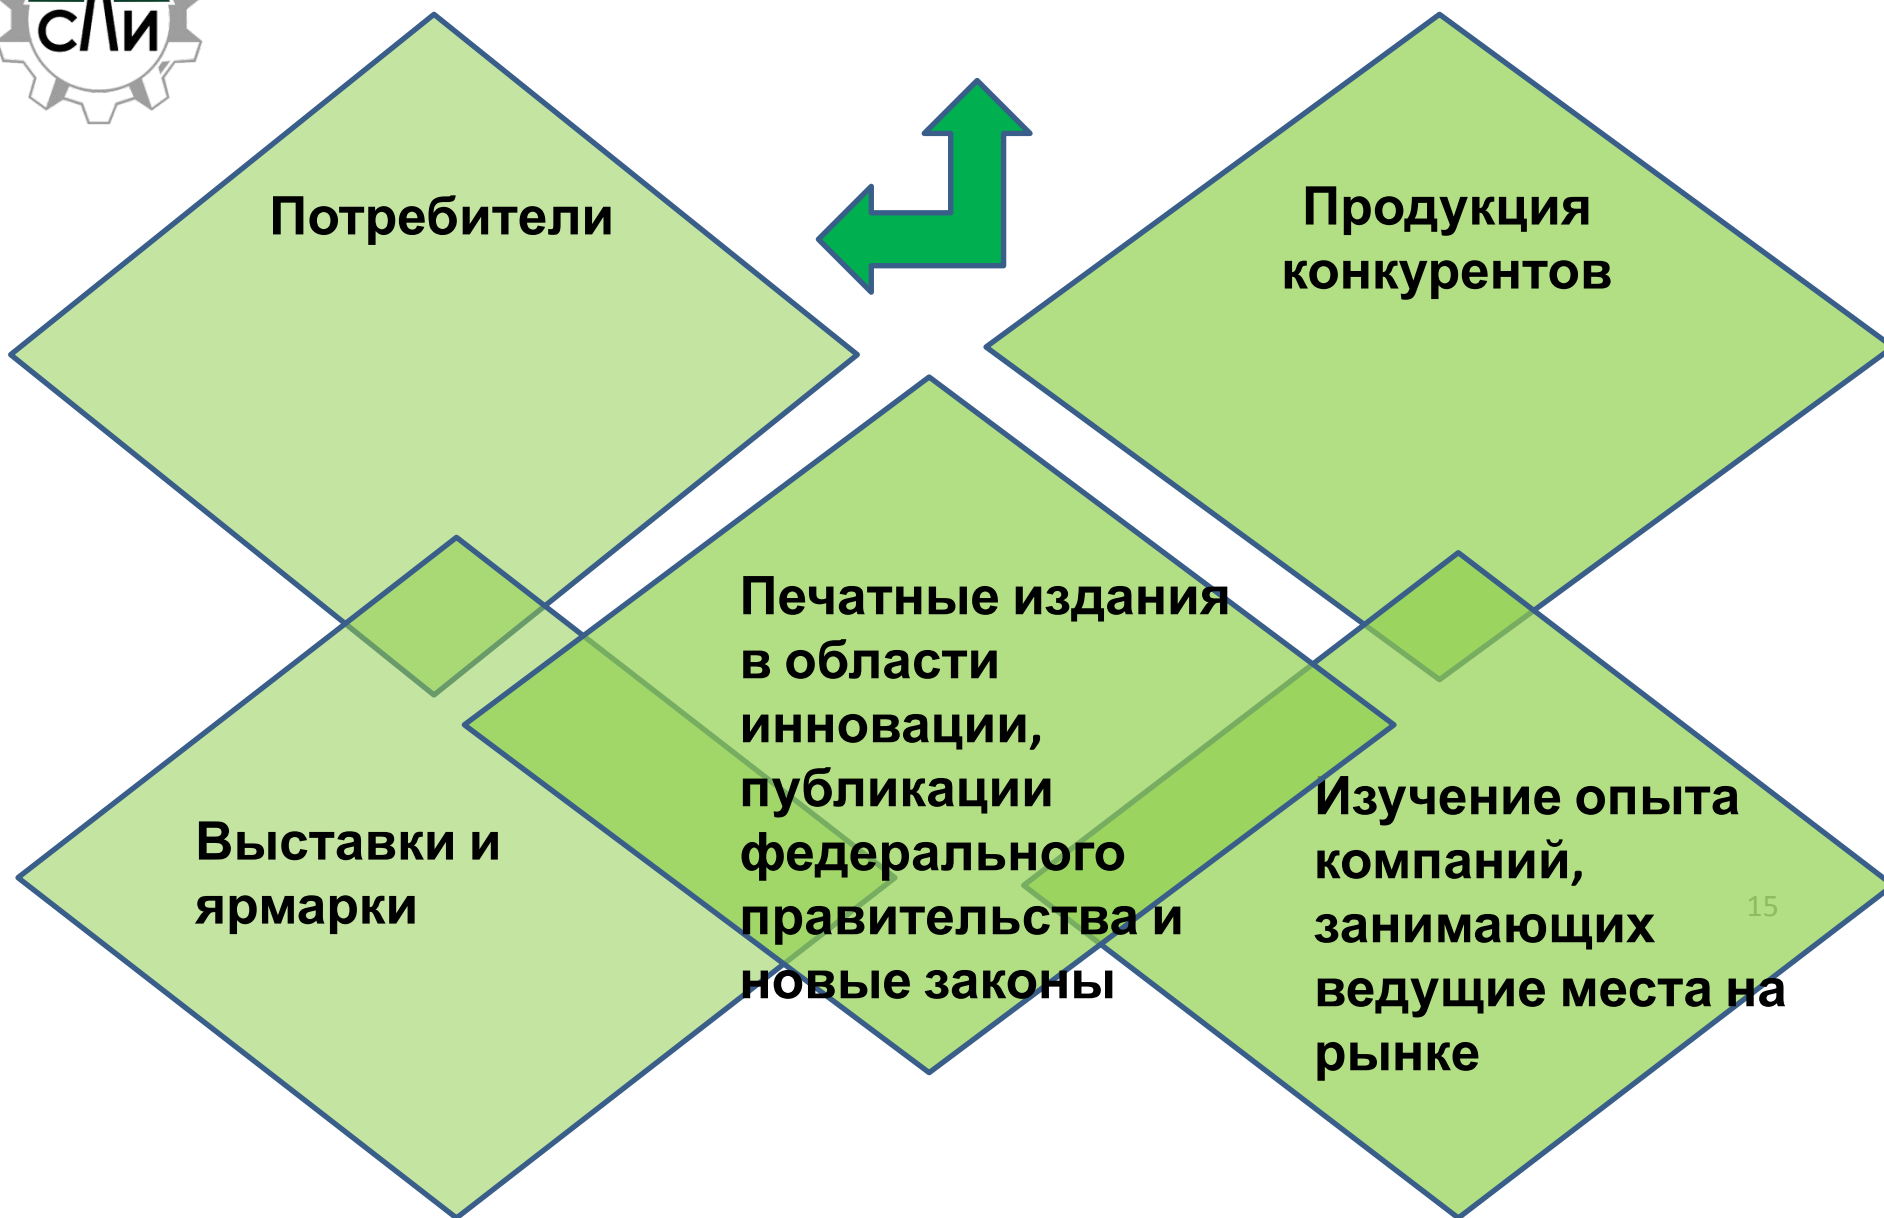 СЛИ
Потребители
Продукция
конкурентов
Печатные издания
в области
инновации,
публикации
федерального
правительства и
новые законы
Выставки и
ярмарки
Изучение опыта
компаний,
занимающих
ведущие места на
рынке
15